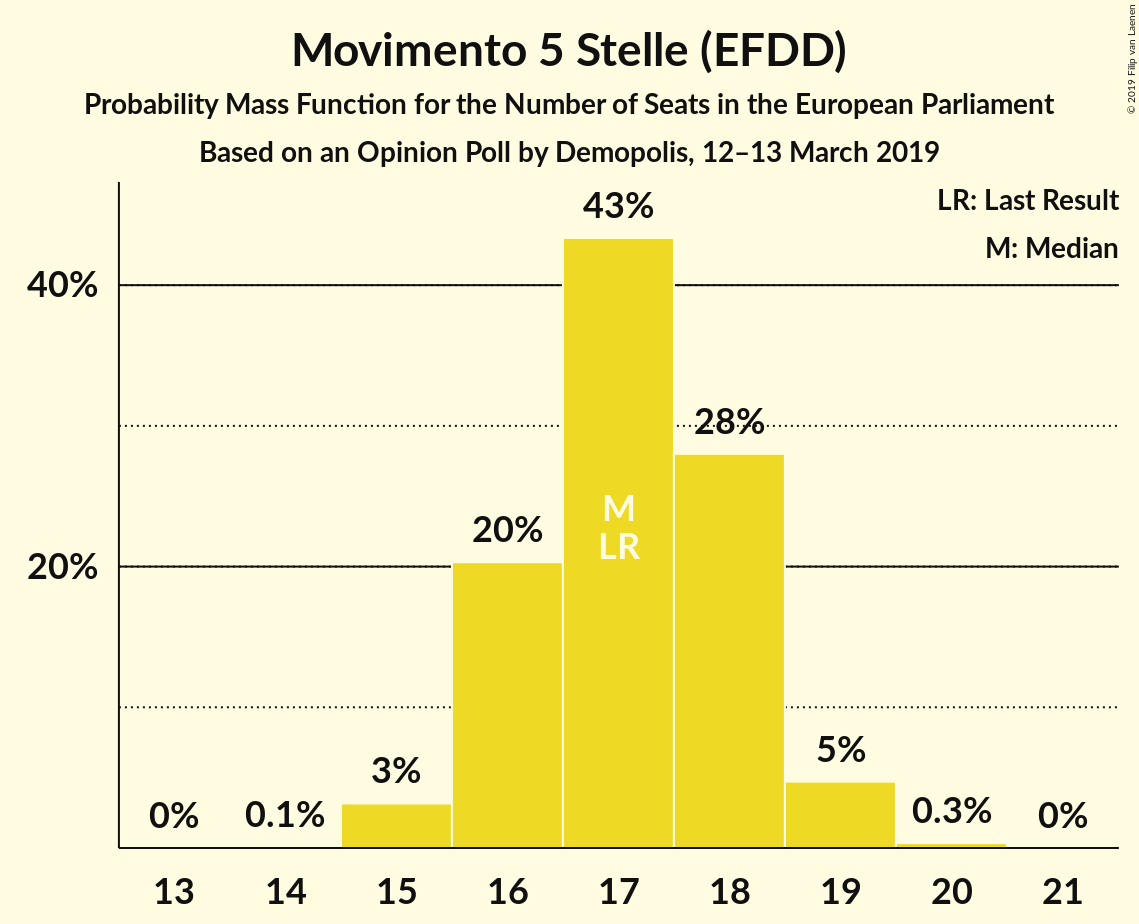 Movimento 5 Stelle (EFDD)
Probability Mass Function for the Number of Seats in the European Parliament
Based on an Opinion Poll by Demopolis, 12–13 March 2019
© 2019 Filip van Laenen
LR: Last Result
M: Median
43%
40%
28%
M
LR
20%
20%
5%
3%
0%
0.1%
0.3%
0%
13 14 15 16 17 18 19 20 21